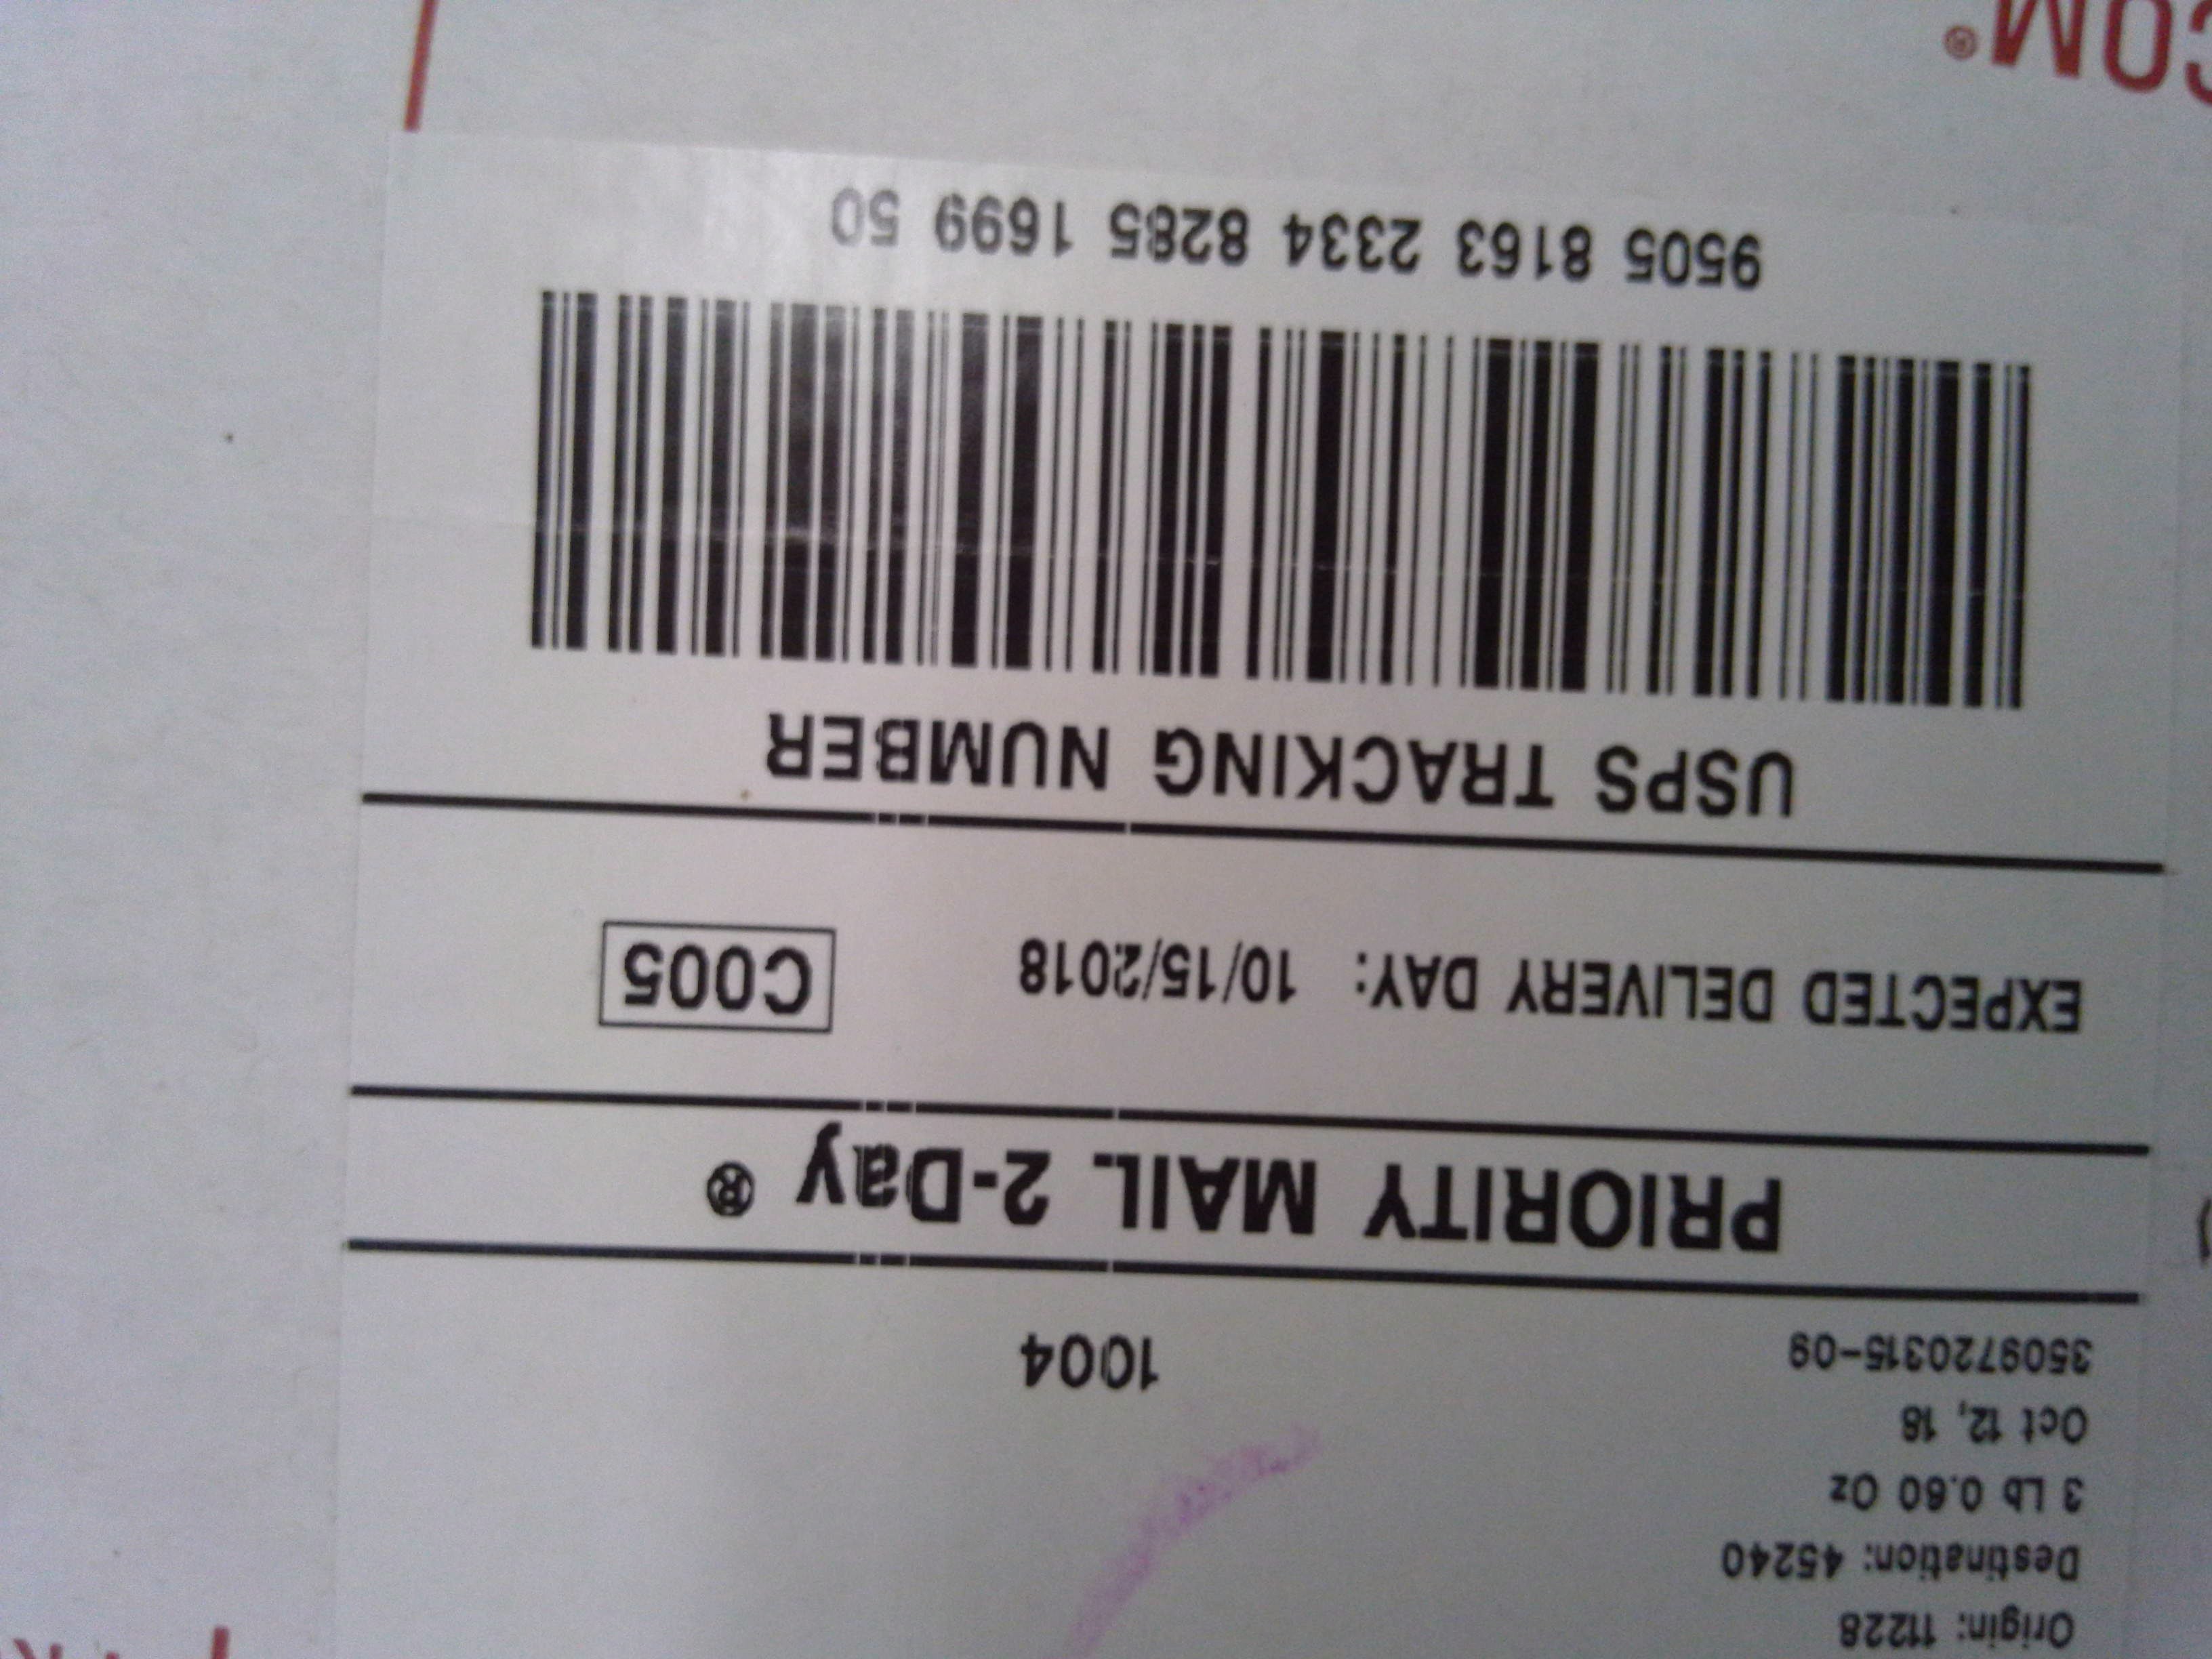 Origin: 11228
Destination: 45240
3 Lb 0.60 Oz
Oct 12, 18
3509720315-09
1004
PRIORITY MAIL 2-Day ®
EXPECTED DELIVERY DAY: 10/15/2018
C005
USPS TRACKING NUMBER
9505 8163 2334 8285 1699 50
COM®